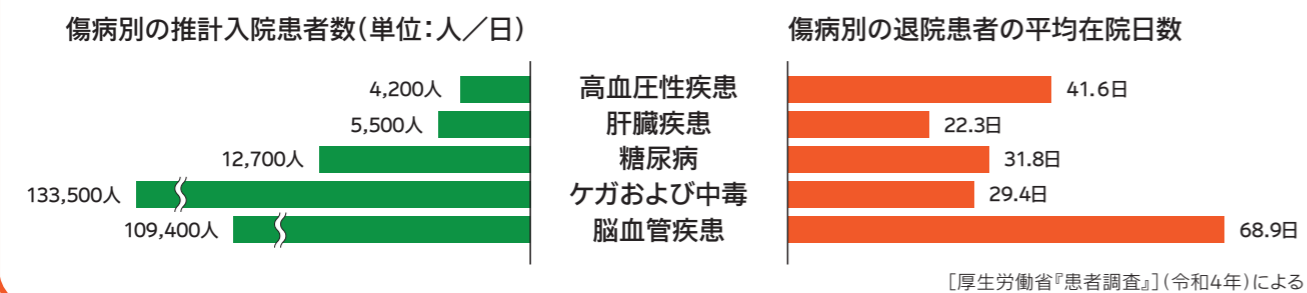 傷病別の推計入院患者数（単位：人／日）
傷病別の退院患者の平均在院日数
4,200人 高血圧性疾患 41.6日
5,500人 肝臓疾患 22.3日
12,700人 糖尿病 31.8日
133,500人 ケガおよび中毒 29.4日
109,400人 脳血管疾患 68.9日
［厚生労働省『患者調査』］（令和4年）による